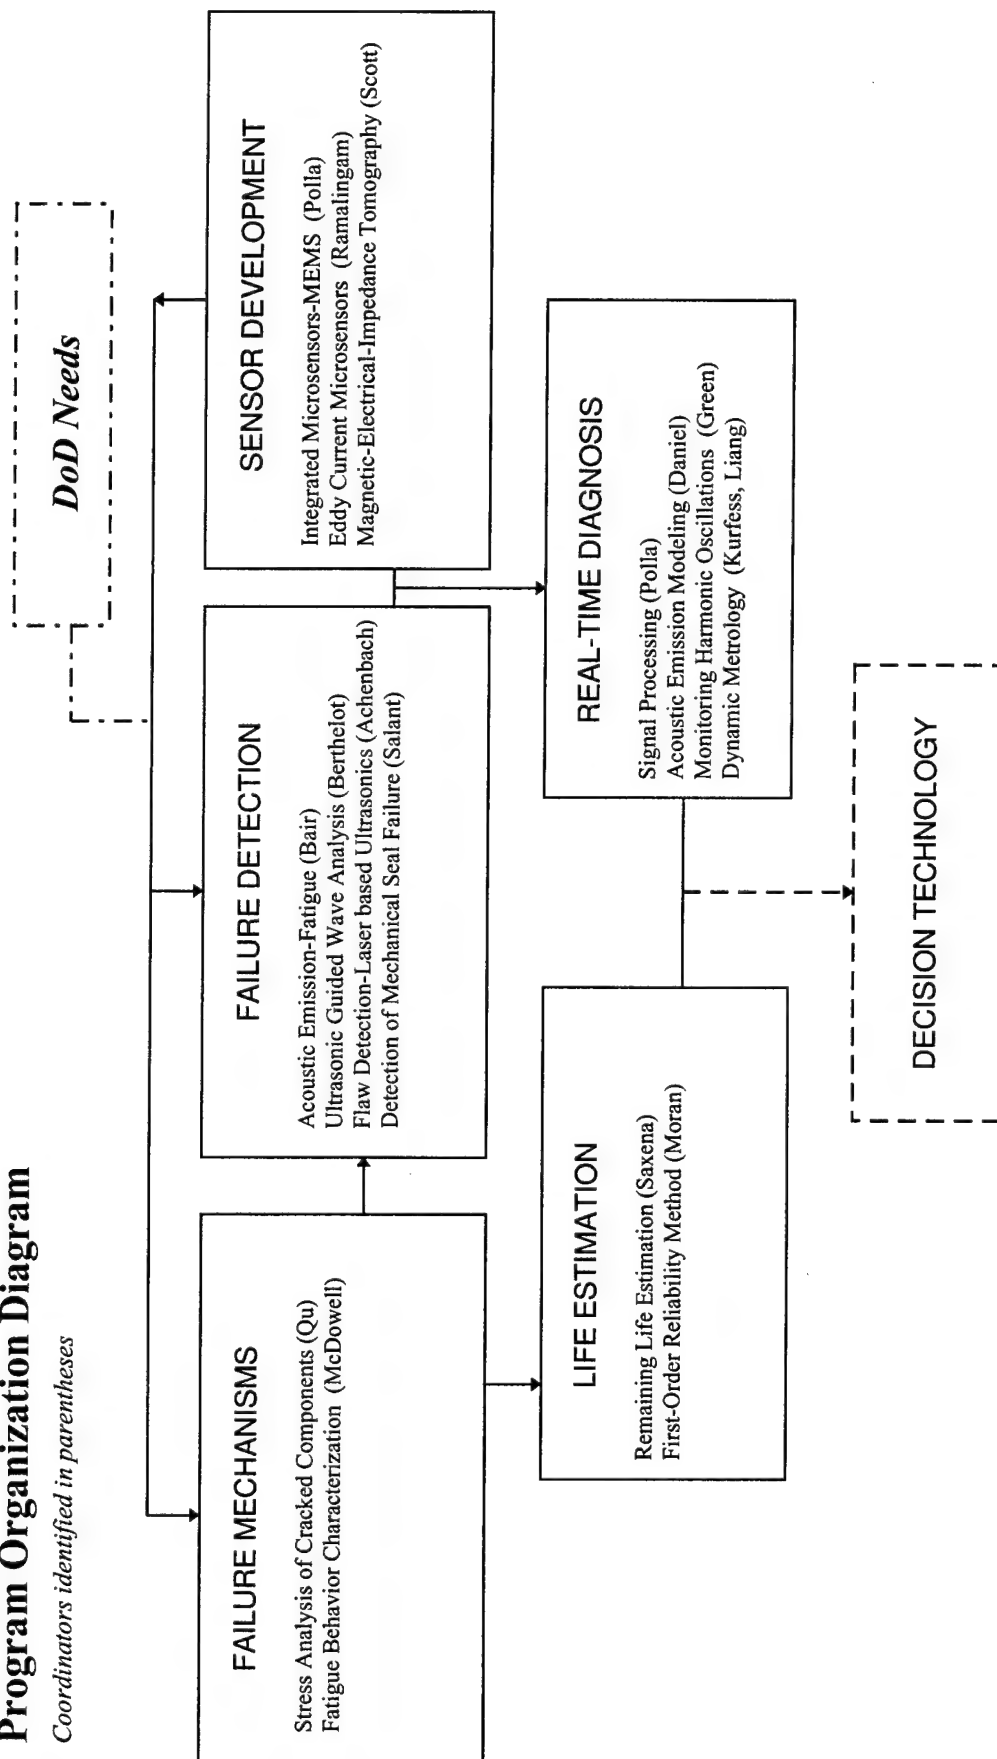 Program Organization Diagram
Coordinators identified in parentheses
DoD Needs
FAILURE MECHANISMS
Stress Analysis of Cracked Components (Qu)
Fatigue Behavior Characterization (McDowell)
FAILURE DETECTION
Acoustic Emission-Fatigue (Bair)
Ultrasonic Guided Wave Analysis (Berthelot)
Flaw Detection-Laser based Ultrasonics (Achenbach)
Detection of Mechanical Seal Failure (Salant)
SENSOR DEVELOPMENT
Integrated Microsensors-MEMS (Polla)
Eddy Current Microsensors (Ramalingam)
Magnetic-Electrical-Impedance Tomography (Scott)
LIFE ESTIMATION
Remaining Life Estimation (Saxena)
First-Order Reliability Method (Moran)
REAL-TIME DIAGNOSIS
Signal Processing (Polla)
Acoustic Emission Modeling (Daniel)
Monitoring Harmonic Oscillations (Green)
Dynamic Metrology (Kurfess, Liang)
DECISION TECHNOLOGY